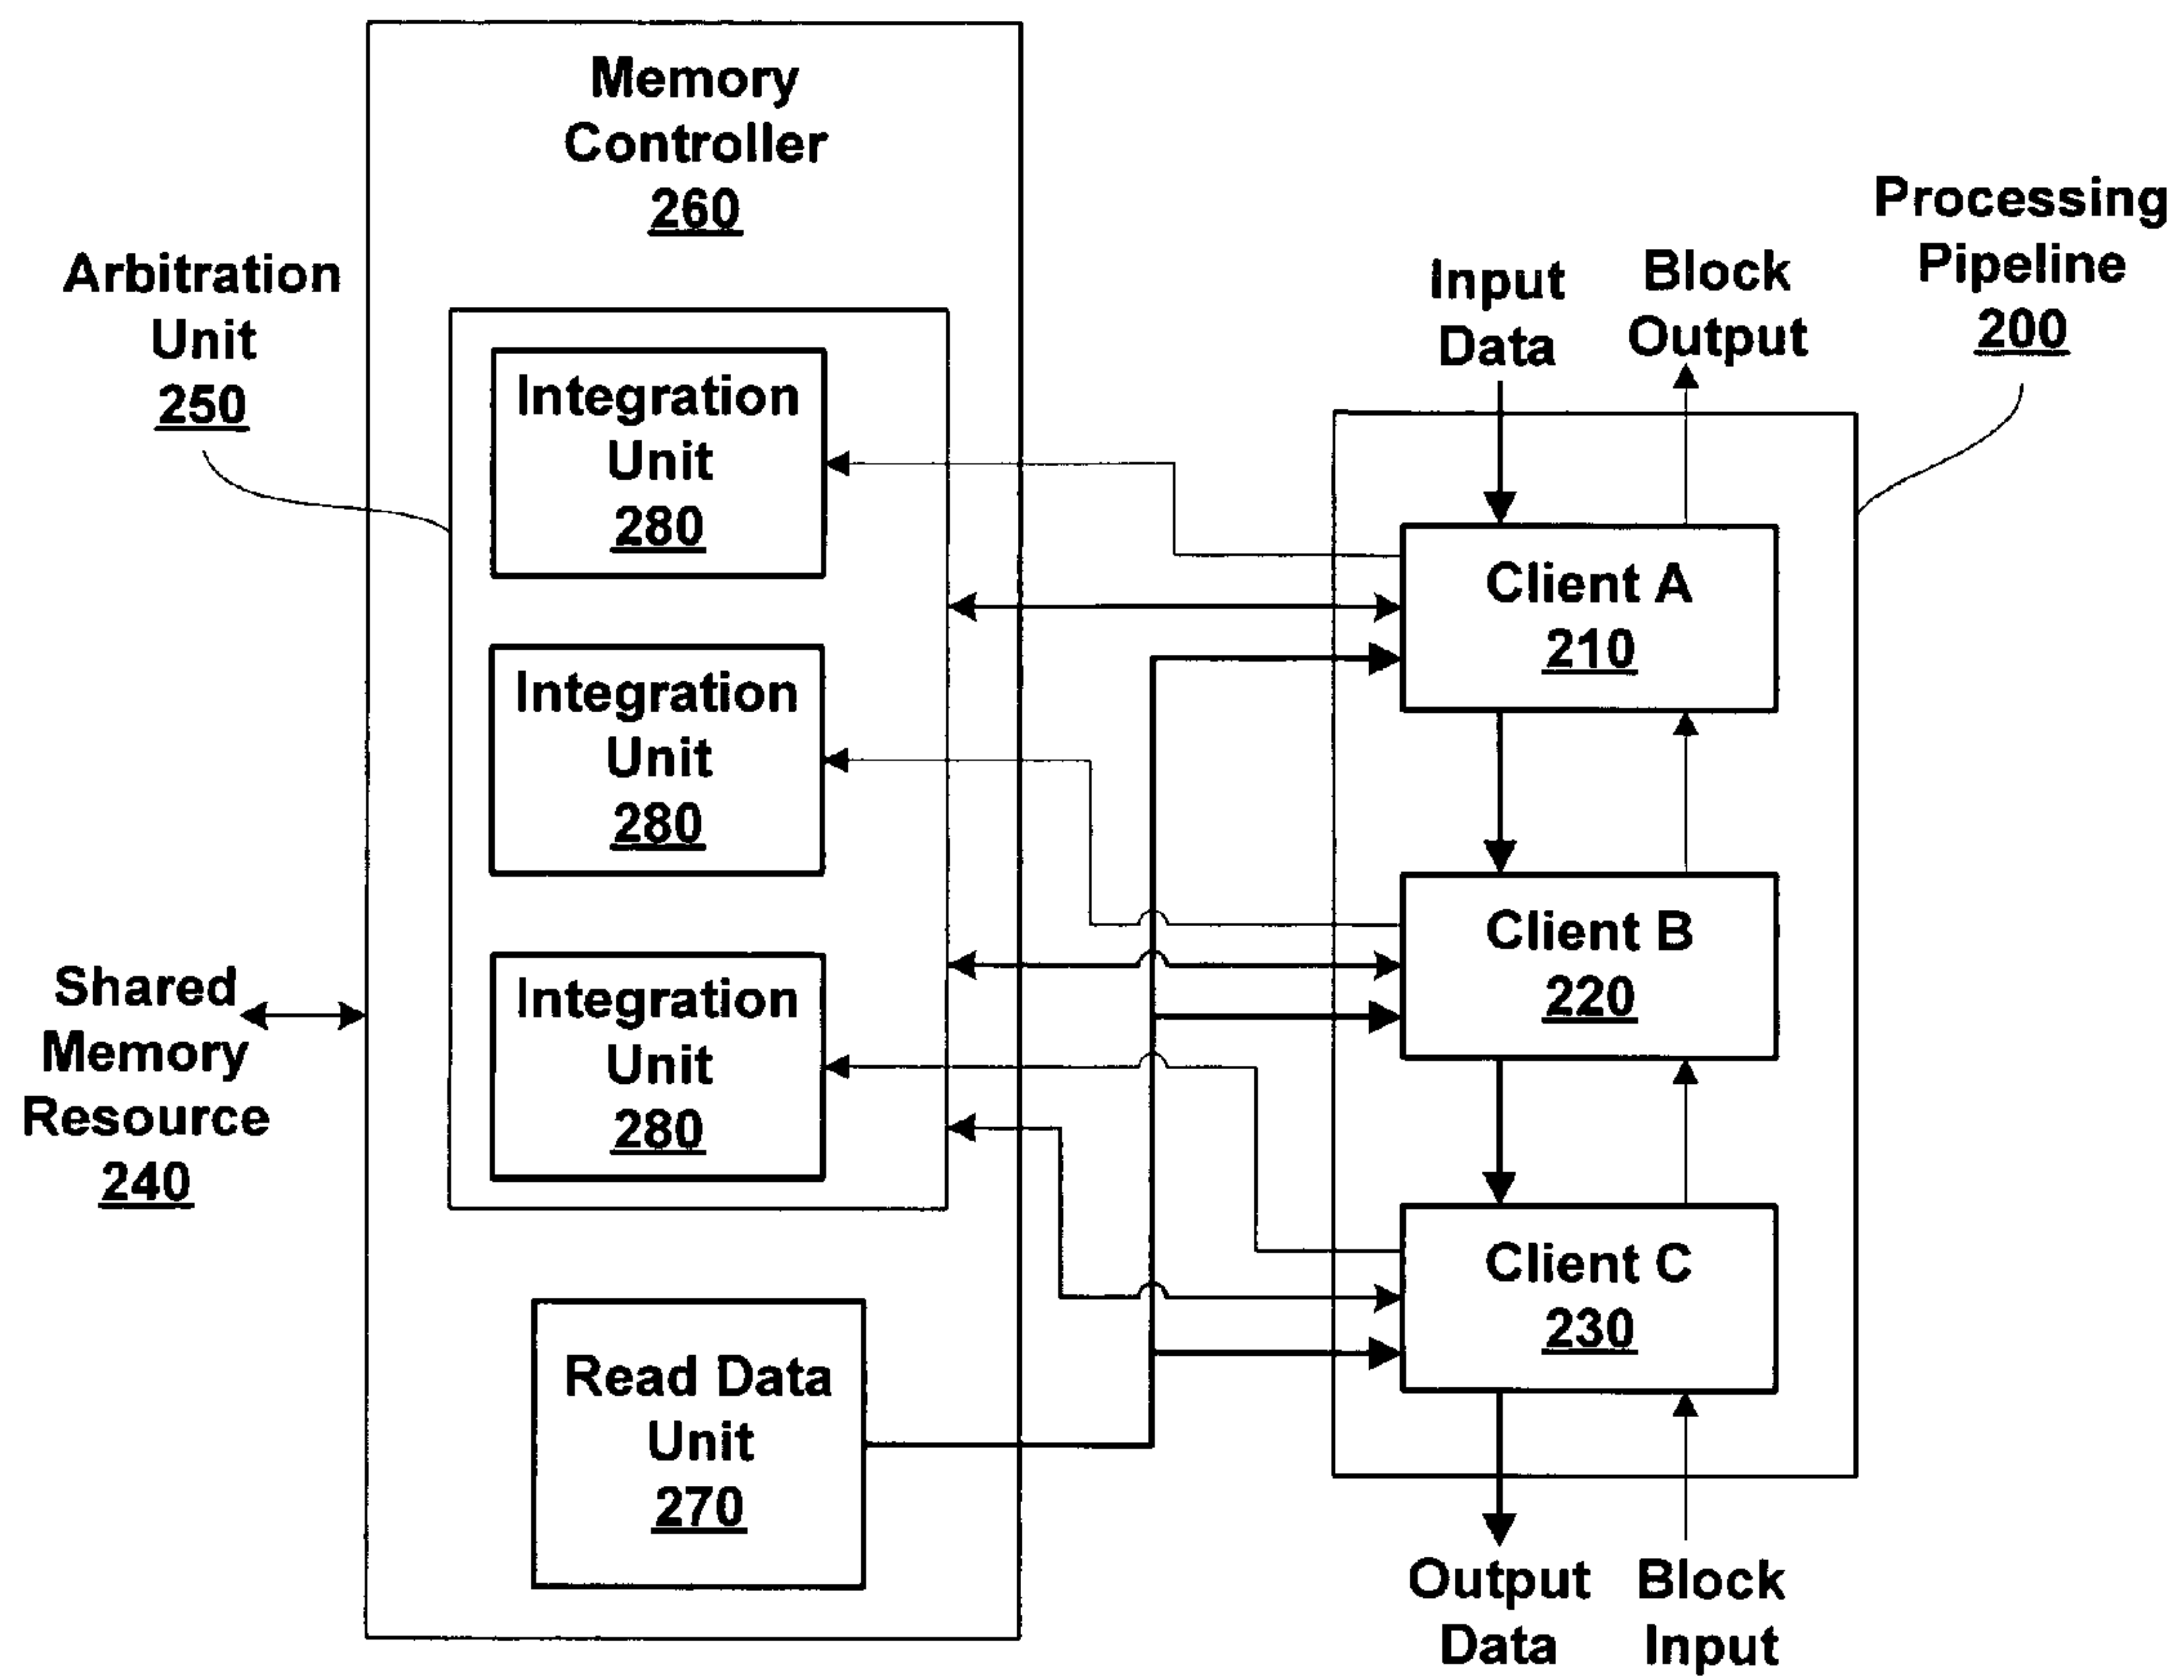 Memory
Controller
260
Arbitration
Unit
250
Integration
Unit
280
Integration
Unit
280
Integration
Unit
280
Read Data
Unit
270
Shared
Memory
Resource
240
Processing
Pipeline
200
Input
Data
Block
Output
Client A
210
Client B
220
Client C
230
Output
Data
Block
Input